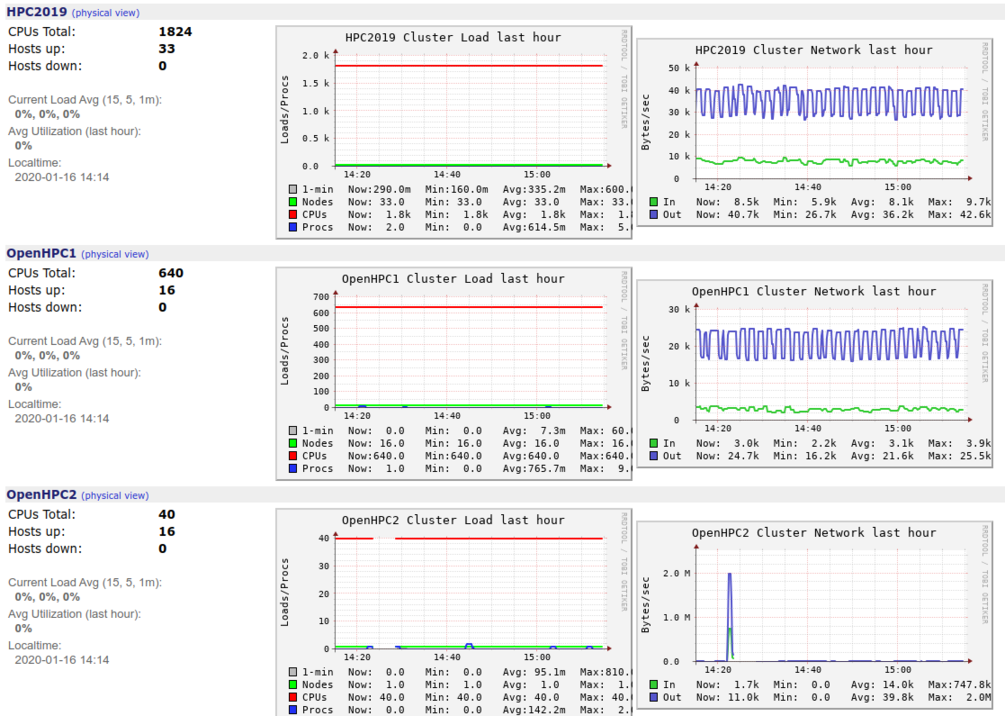 HPC2019 (physical view)
CPUs Total: 1824
Hosts up: 33
Hosts down: 0
Current Load Avg (15, 5, 1m):
0%, 0%, 0%
Avg Utilization (last hour):
0%
Localtime:
2020-01-16 14:14
HPC2019 Cluster Load last hour
RRDTOOL / TOBI OETIKER
Loads/Procs
2.0 k
1.5 k
1.0 k
0.5 k
0.0
14:20 14:40 15:00
1-min Now:290.0m Min:160.0m Avg:335.2m Max:600.
Nodes Now: 33.0 Min: 33.0 Avg: 33.0 Max: 33.
CPUs Now: 1.8k Min: 1.8k Avg: 1.8k Max: 1.
Procs Now: 2.0 Min: 0.0 Avg:614.5m Max: 5.
HPC2019 Cluster Network last hour
RRDTOOL / TOBI OETIKER
Bytes/sec
50 k
40 k
30 k
20 k
10 k
0
14:20 14:40 15:00
In Now: 8.5k Min: 5.9k Avg: 8.1k Max: 9.7k
Out Now: 40.7k Min: 26.7k Avg: 36.2k Max: 42.6k
OpenHPC1 (physical view)
CPUs Total: 640
Hosts up: 16
Hosts down: 0
Current Load Avg (15, 5, 1m):
0%, 0%, 0%
Avg Utilization (last hour):
0%
Localtime:
2020-01-16 14:14
OpenHPC1 Cluster Load last hour
RRDTOOL / TOBI OETIKER
Loads/Procs
700
600
500
400
300
200
100
0
14:20 14:40 15:00
1-min Now: 0.0 Min: 0.0 Avg: 7.3m Max: 60.
Nodes Now: 16.0 Min: 16.0 Avg: 16.0 Max: 16.
CPUs Now:640.0 Min:640.0 Avg:640.0 Max:640.
Procs Now: 1.0 Min: 0.0 Avg:765.7m Max: 9.
OpenHPC1 Cluster Network last hour
RRDTOOL / TOBI OETIKER
Bytes/sec
30 k
20 k
10 k
0
14:20 14:40 15:00
In Now: 3.0k Min: 2.2k Avg: 3.1k Max: 3.9k
Out Now: 24.7k Min: 16.2k Avg: 21.6k Max: 25.5k
OpenHPC2 (physical view)
CPUs Total: 40
Hosts up: 16
Hosts down: 0
Current Load Avg (15, 5, 1m):
0%, 0%, 0%
Avg Utilization (last hour):
0%
Localtime:
2020-01-16 14:14
OpenHPC2 Cluster Load last hour
RRDTOOL / TOBI OETIKER
Loads/Procs
40
30
20
10
0
14:20 14:40 15:00
1-min Now: 0.0 Min: 0.0 Avg: 95.1m Max:810.
Nodes Now: 1.0 Min: 1.0 Avg: 1.0 Max: 1.
CPUs Now: 40.0 Min: 40.0 Avg: 40.0 Max: 40.
Procs Now: 0.0 Min: 0.0 Avg:142.2m Max: 2.
OpenHPC2 Cluster Network last hour
RRDTOOL / TOBI OETIKER
Bytes/sec
2.0 M
1.0 M
0.0
14:20 14:40 15:00
In Now: 1.7k Min: 0.0 Avg: 14.0k Max:747.8k
Out Now: 11.0k Min: 0.0 Avg: 39.8k Max: 2.0M